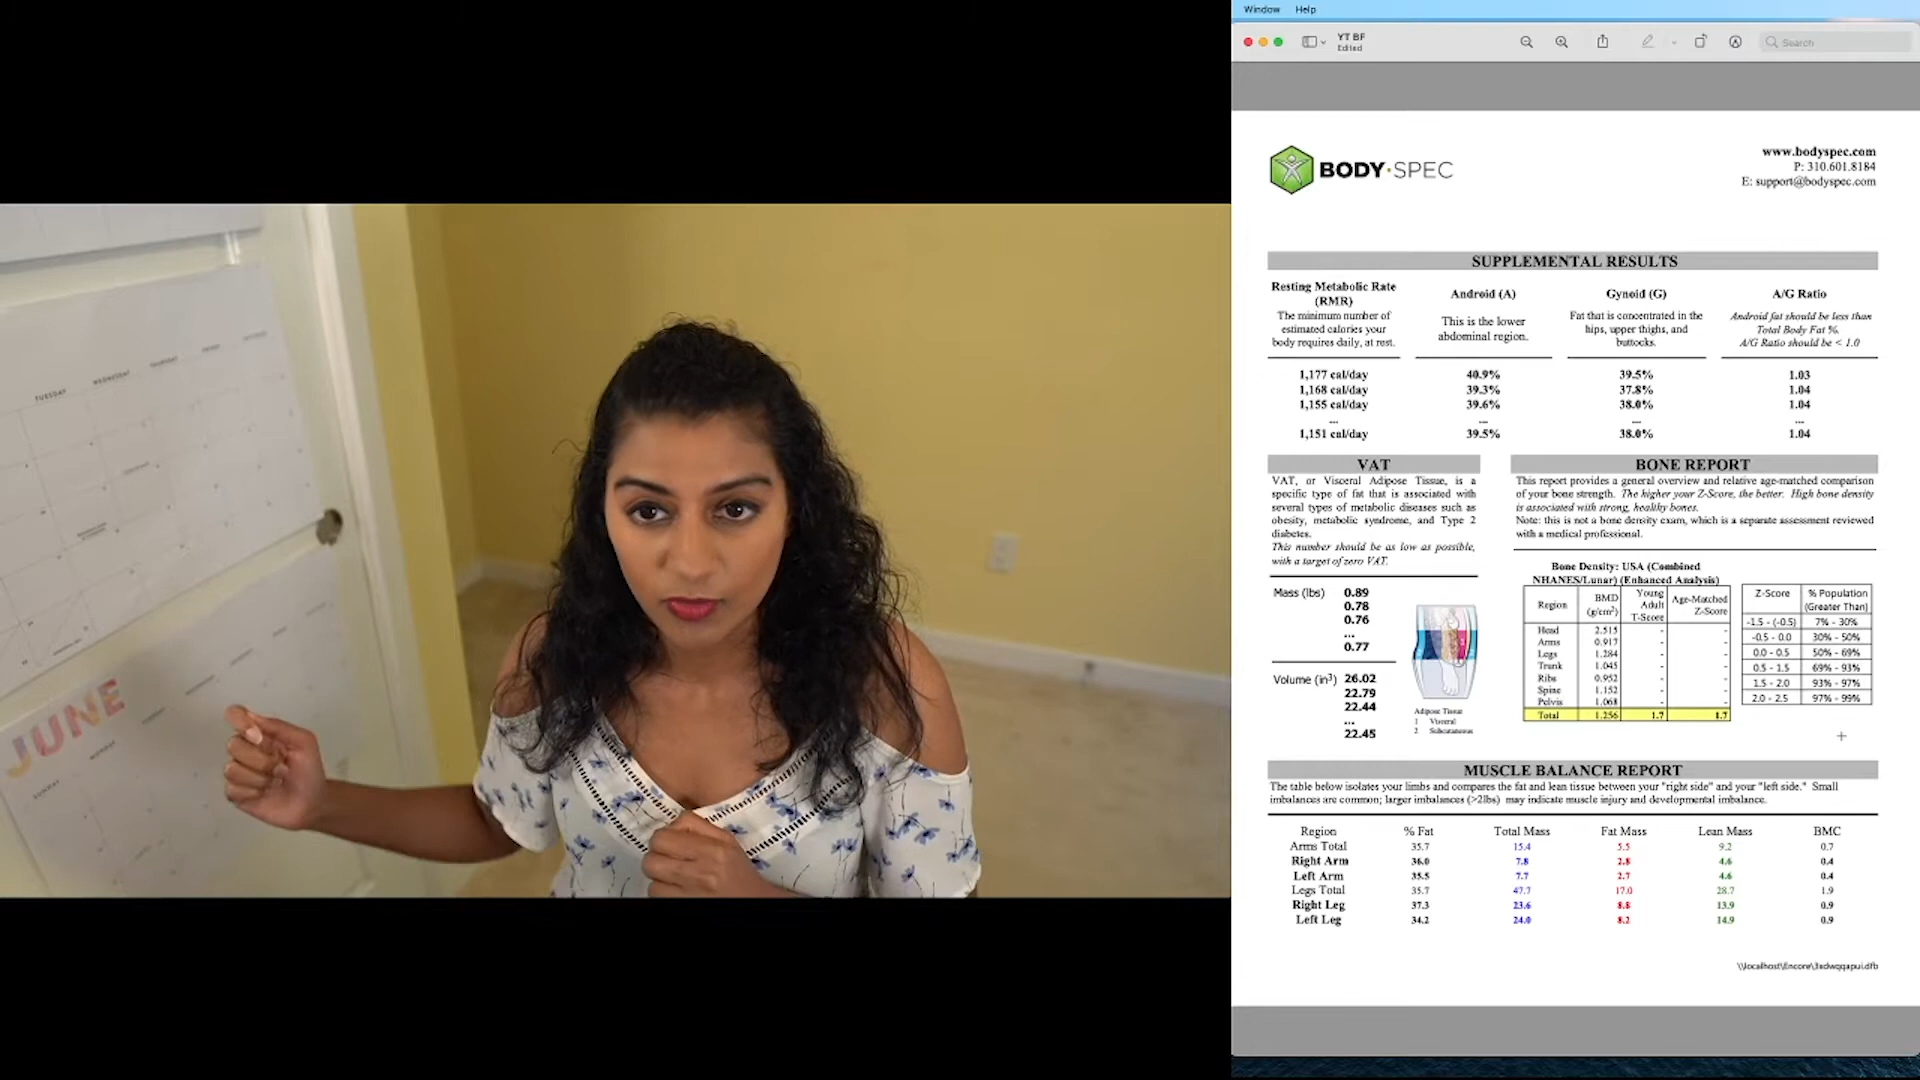 TUESDAY
WEDNESDAY
THURSDAY
JUNE
SUNDAY
MONDAY
TUESDAY
Window Help
YT BF
Edited
Search
BODY·SPEC
www.bodyspec.com
P: 310.601.8184
E: support@bodyspec.com
SUPPLEMENTAL RESULTS
Resting Metabolic Rate (RMR)
The minimum number of
estimated calories your
body requires daily, at rest.
Android (A)
This is the lower
abdominal region.
Gynoid (G)
Fat that is concentrated in the
hips, upper thighs, and
buttocks.
A/G Ratio
Android fat should be less than
Total Body Fat %.
A/G Ratio should be < 1.0
1,177 cal/day 40.9% 39.5% 1.03
1,168 cal/day 39.3% 37.8% 1.04
1,155 cal/day 39.6% 38.0% 1.04
... ... ... ...
1,151 cal/day 39.5% 38.0% 1.04
VAT
VAT, or Visceral Adipose Tissue, is a
specific type of fat that is associated with
several types of metabolic diseases such as
obesity, metabolic syndrome, and Type 2
diabetes.
This number should be as low as possible,
with a target of zero VAT.
Mass (lbs) 0.89
0.78
0.76
...
0.77
Volume (in³) 26.02
22.79
22.44
...
22.45
Adipose Tissue
1 Visceral
2 Subcutaneous
BONE REPORT
This report provides a general overview and relative age-matched comparison
of your bone strength. The higher your Z-Score, the better. High bone density
is associated with strong, healthy bones.
Note: this is not a bone density exam, which is a separate assessment reviewed
with a medical professional.
Bone Density: USA (Combined
NHANES/Lunar) (Enhanced Analysis)
Region BMD (g/cm²) Young Adult T-Score Age-Matched Z-Score
Head 2.515 - -
Arms 0.917 - -
Legs 1.284 - -
Trunk 1.045 - -
Ribs 0.952 - -
Spine 1.152 - -
Pelvis 1.068 - -
Total 1.256 1.7 1.7
Z-Score % Population (Greater Than)
-1.5 - (-0.5) 7% - 30%
-0.5 - 0.0 30% - 50%
0.0 - 0.5 50% - 69%
0.5 - 1.5 69% - 93%
1.5 - 2.0 93% - 97%
2.0 - 2.5 97% - 99%
MUSCLE BALANCE REPORT
The table below isolates your limbs and compares the fat and lean tissue between your "right side" and your "left side." Small
imbalances are common; larger imbalances (>2lbs) may indicate muscle injury and developmental imbalance.
Region % Fat Total Mass Fat Mass Lean Mass BMC
Arms Total 35.7 15.4 5.5 9.2 0.7
Right Arm 36.0 7.8 2.8 4.6 0.4
Left Arm 35.5 7.7 2.7 4.6 0.4
Legs Total 35.7 47.7 17.0 28.7 1.9
Right Leg 37.3 23.6 8.8 13.9 0.9
Left Leg 34.2 24.0 8.2 14.9 0.9